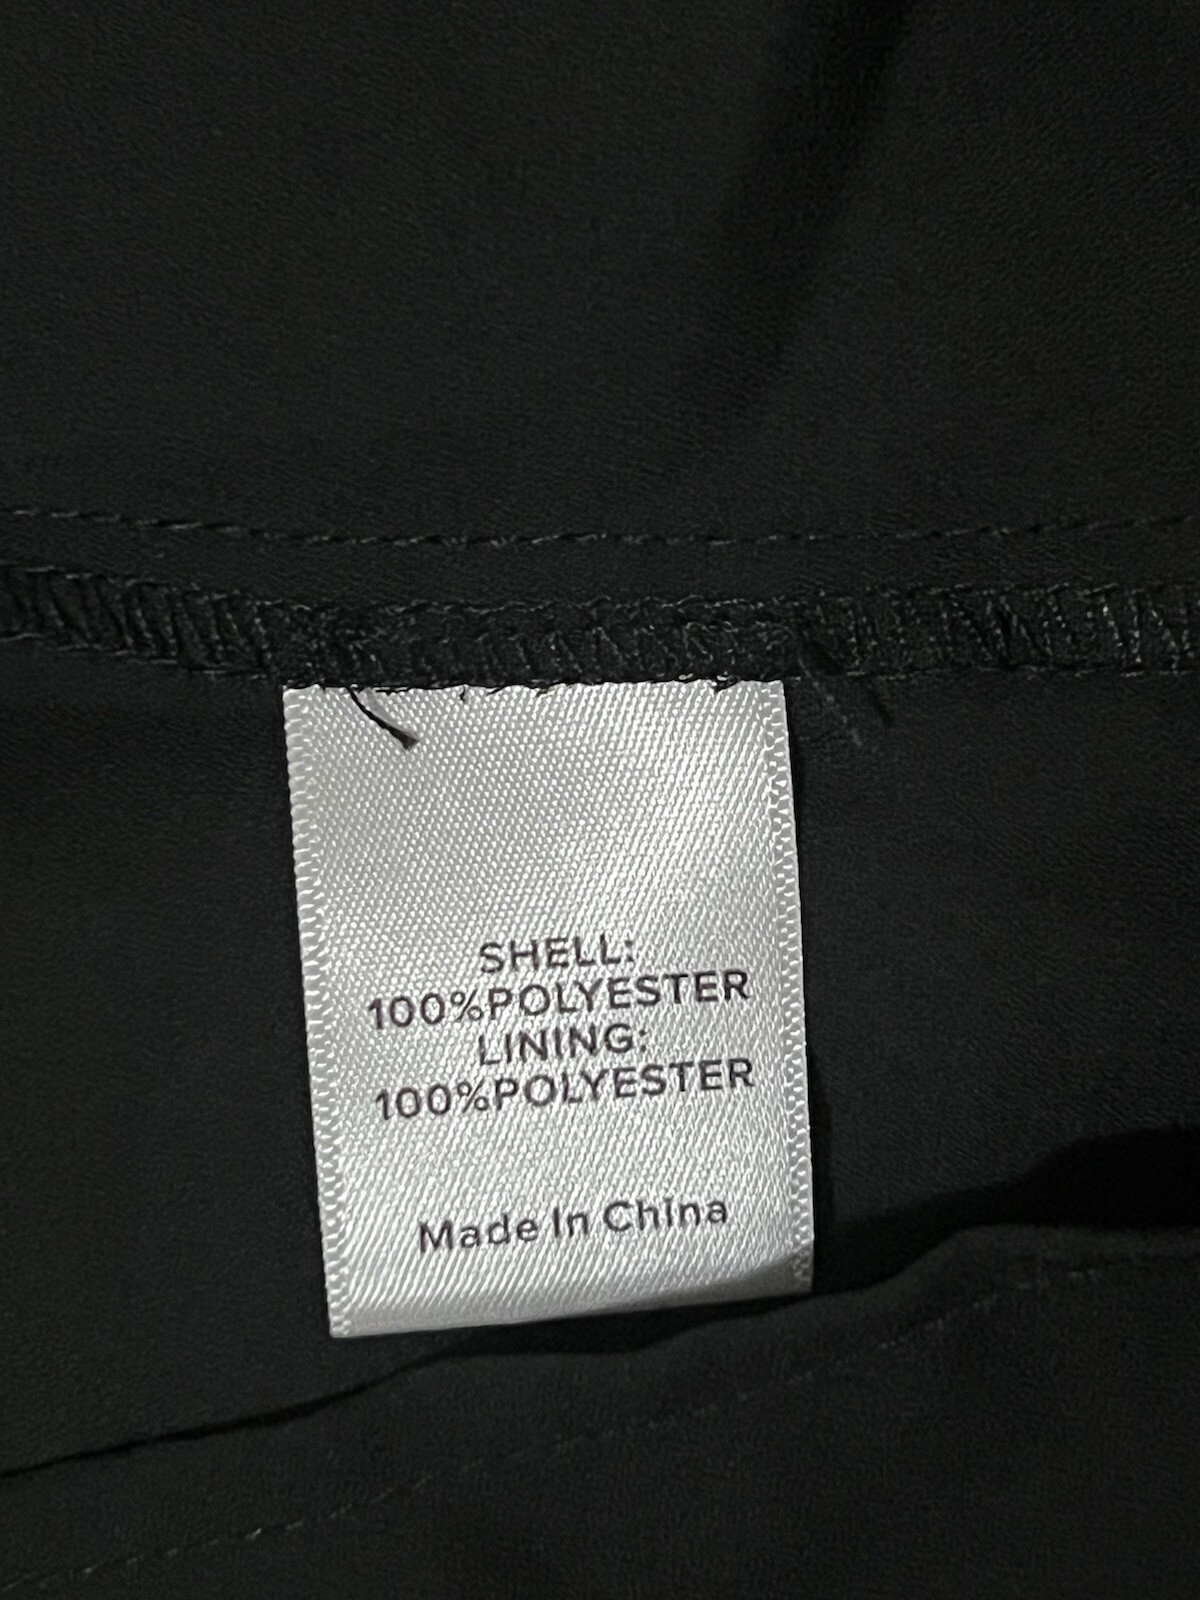 SHELL:
100%POLYESTER
LINING:
100%POLYESTER
Made In China